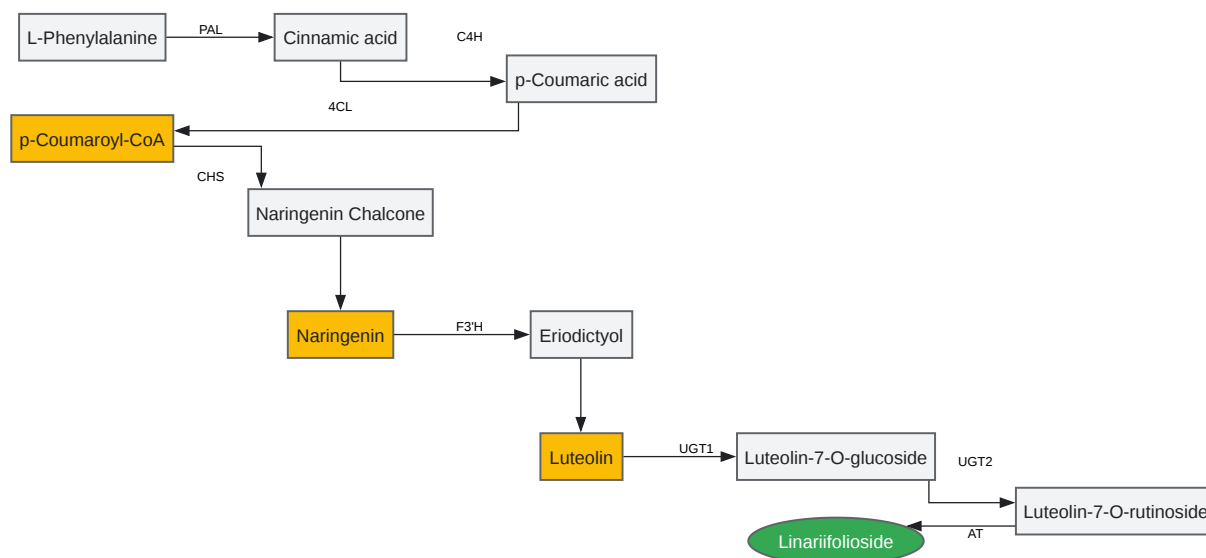 L-Phenylalanine
PAL
Cinnamic acid
C4H
p-Coumaric acid
4CL
p-Coumaroyl-CoA
CHS
Naringenin Chalcone
Naringenin
F3'H
Eriodictyol
Luteolin
UGT1
Luteolin-7-O-glucoside
UGT2
Luteolin-7-O-rutinoside
AT
Linariifolioside